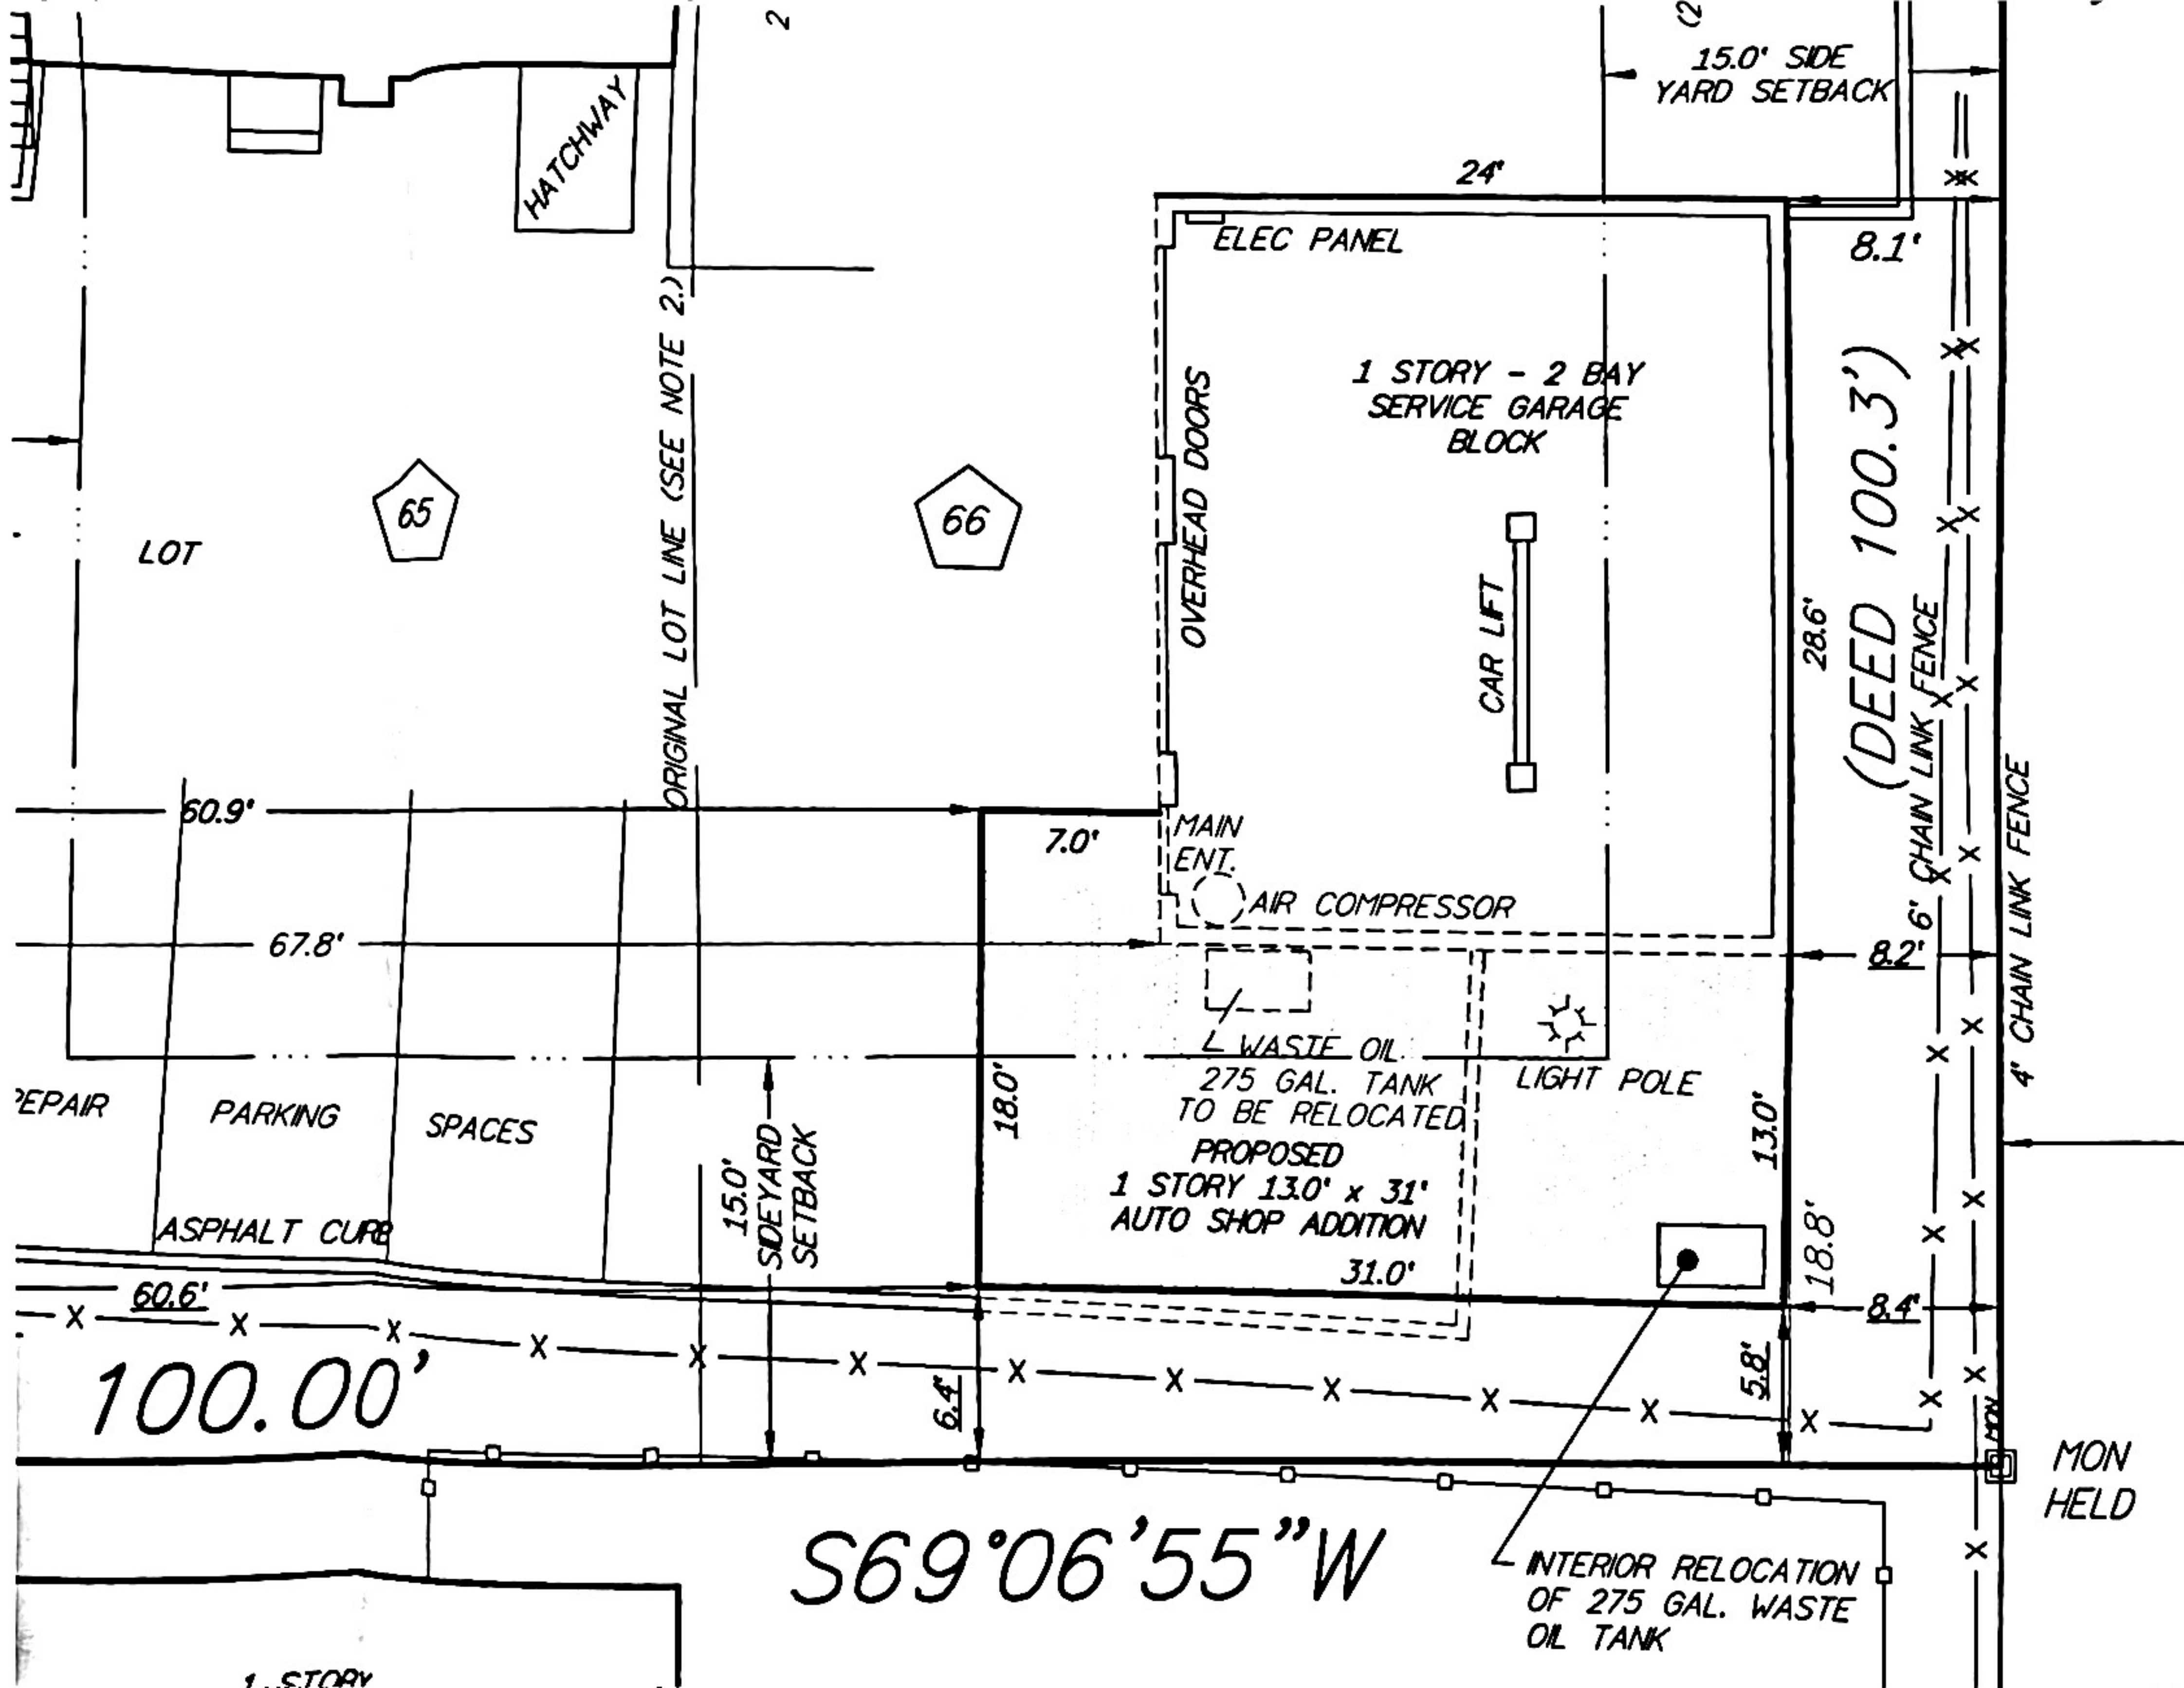 2
(2
15.0' SIDE
YARD SETBACK
HATCHWAY
24'
8.1'
ELEC PANEL
ORIGINAL LOT LINE (SEE NOTE 2.)
OVERHEAD DOORS
1 STORY - 2 BAY
SERVICE GARAGE
BLOCK
(DEED 100.3')
65
66
LOT
CAR LIFT
28.6'
6' CHAIN LINK FENCE
4' CHAIN LINK FENCE
60.9'
7.0'
MAIN
ENT.
AIR COMPRESSOR
67.8'
8.2'
WASTE OIL
275 GAL. TANK
TO BE RELOCATED
LIGHT POLE
18.0'
13.0'
EPAIR
PARKING
SPACES
15.0'
SIDEYARD
SETBACK
PROPOSED
1 STORY 13.0' x 31'
AUTO SHOP ADDITION
ASPHALT CURB
31.0'
18.8'
60.6'
8.4'
100.00'
6.4'
5.8'
MON
MON
HELD
S69°06'55"W
INTERIOR RELOCATION
OF 275 GAL. WASTE
OIL TANK
1 STORY